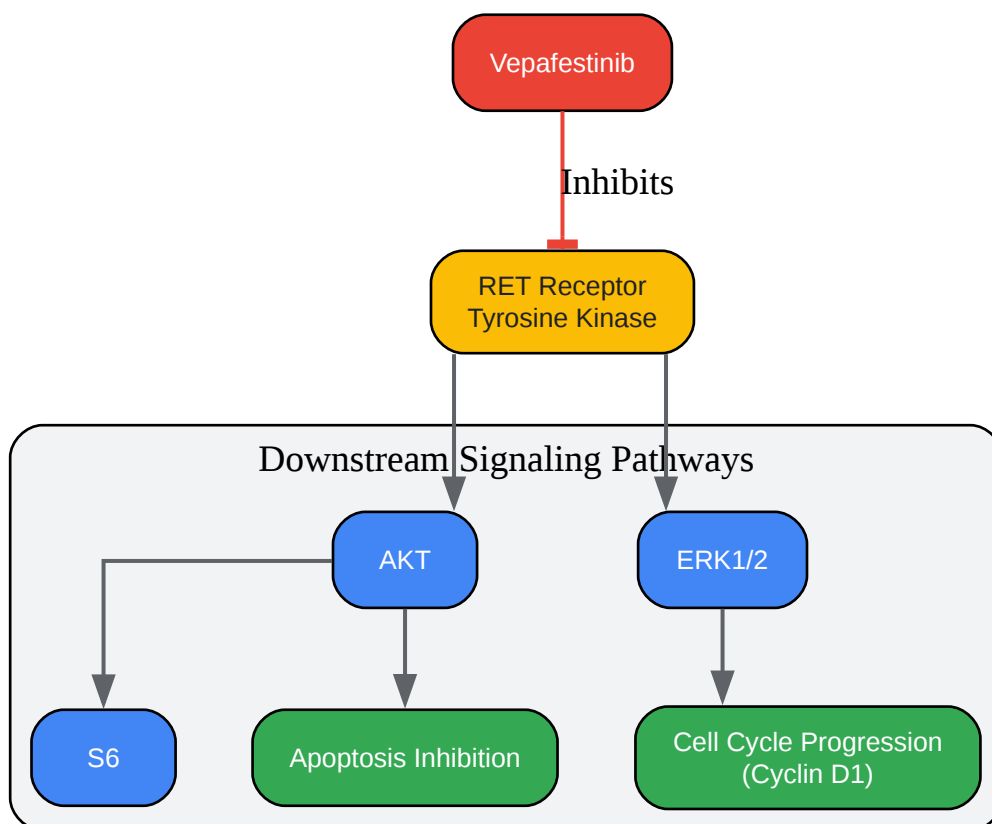 Vepafestinib
Inhibits
RET Receptor
Tyrosine Kinase
Downstream Signaling Pathways
AKT
ERK1/2
S6
Apoptosis Inhibition
Cell Cycle Progression
(Cyclin D1)